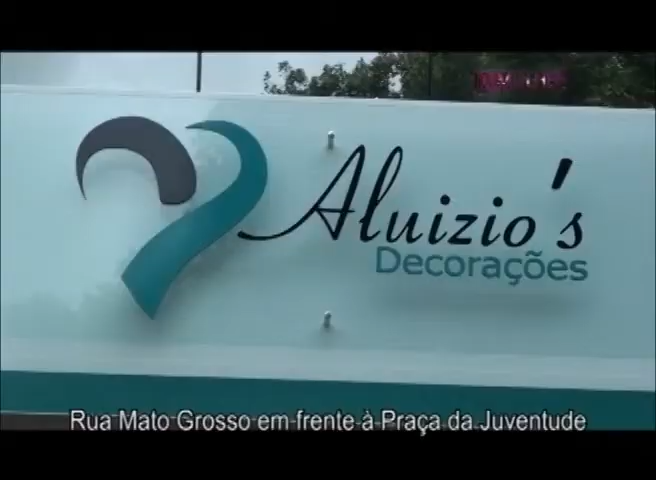 Aluizio's
Decorações
Rua Mato Grosso em frente à Praça da Juventude